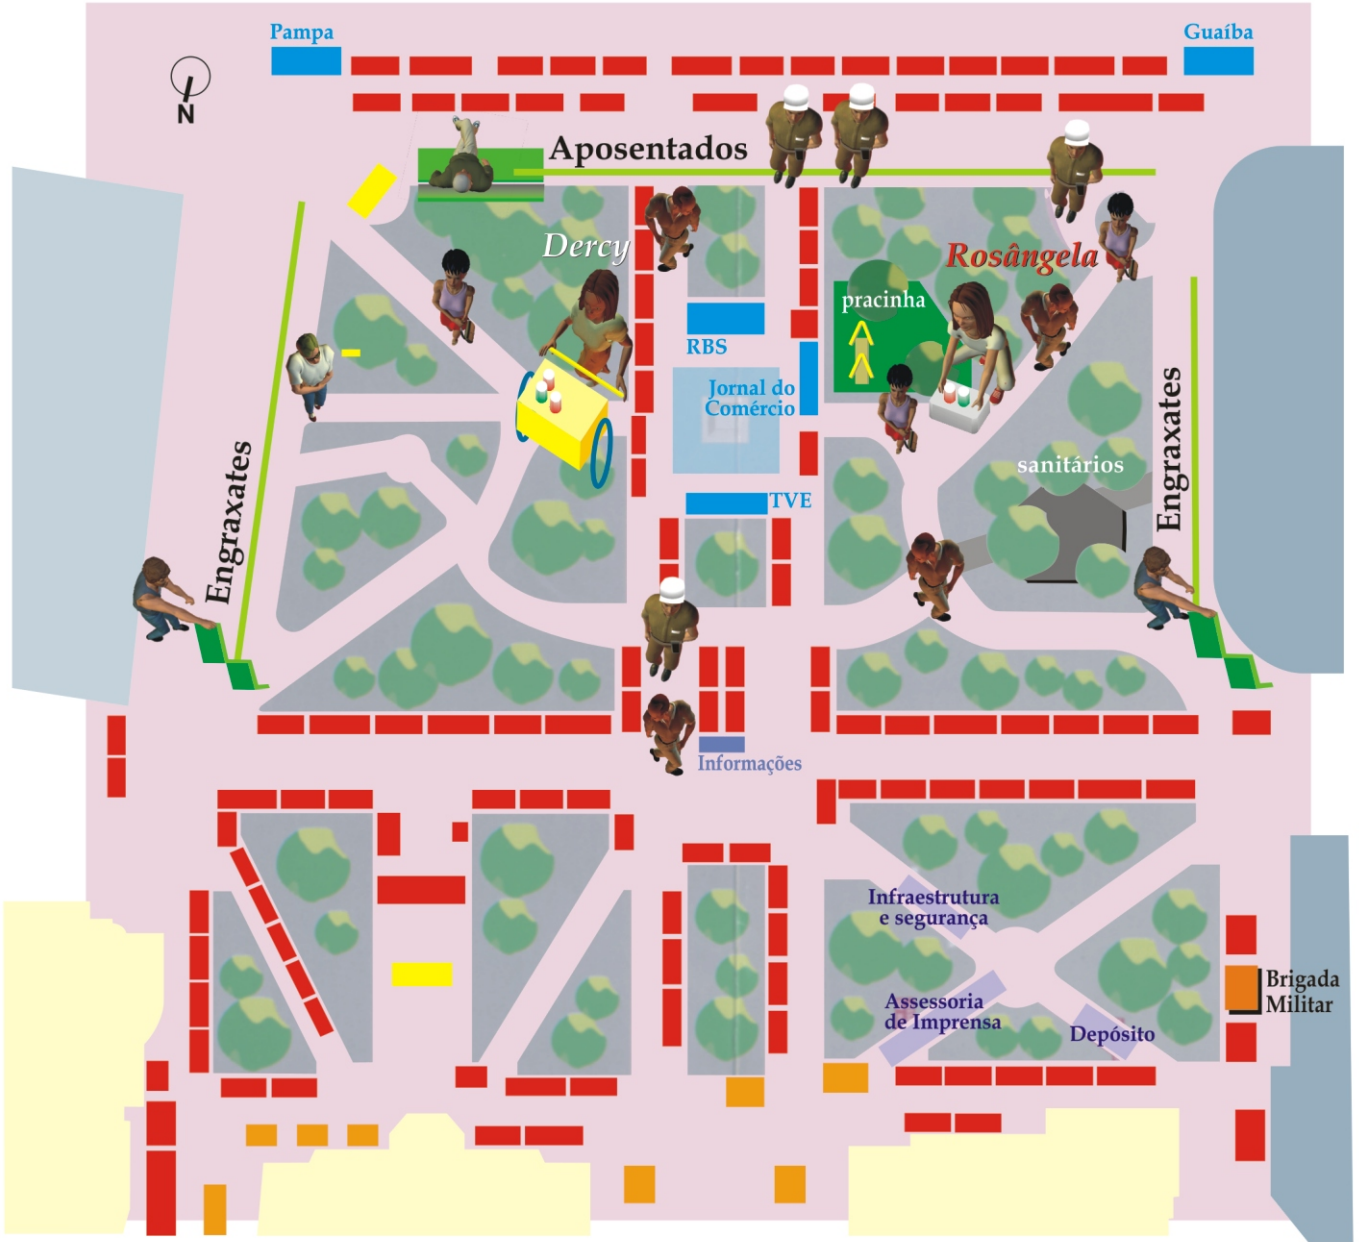 Pampa
Guaíba
N
Aposentados
Dercy
Rosângela
pracinha
RBS
Jornal do
Comércio
Engraxates
Engraxates
sanitários
TVE
Informações
Infraestrutura
e segurança
Assessoria
de Imprensa
Depósito
Brigada
Militar